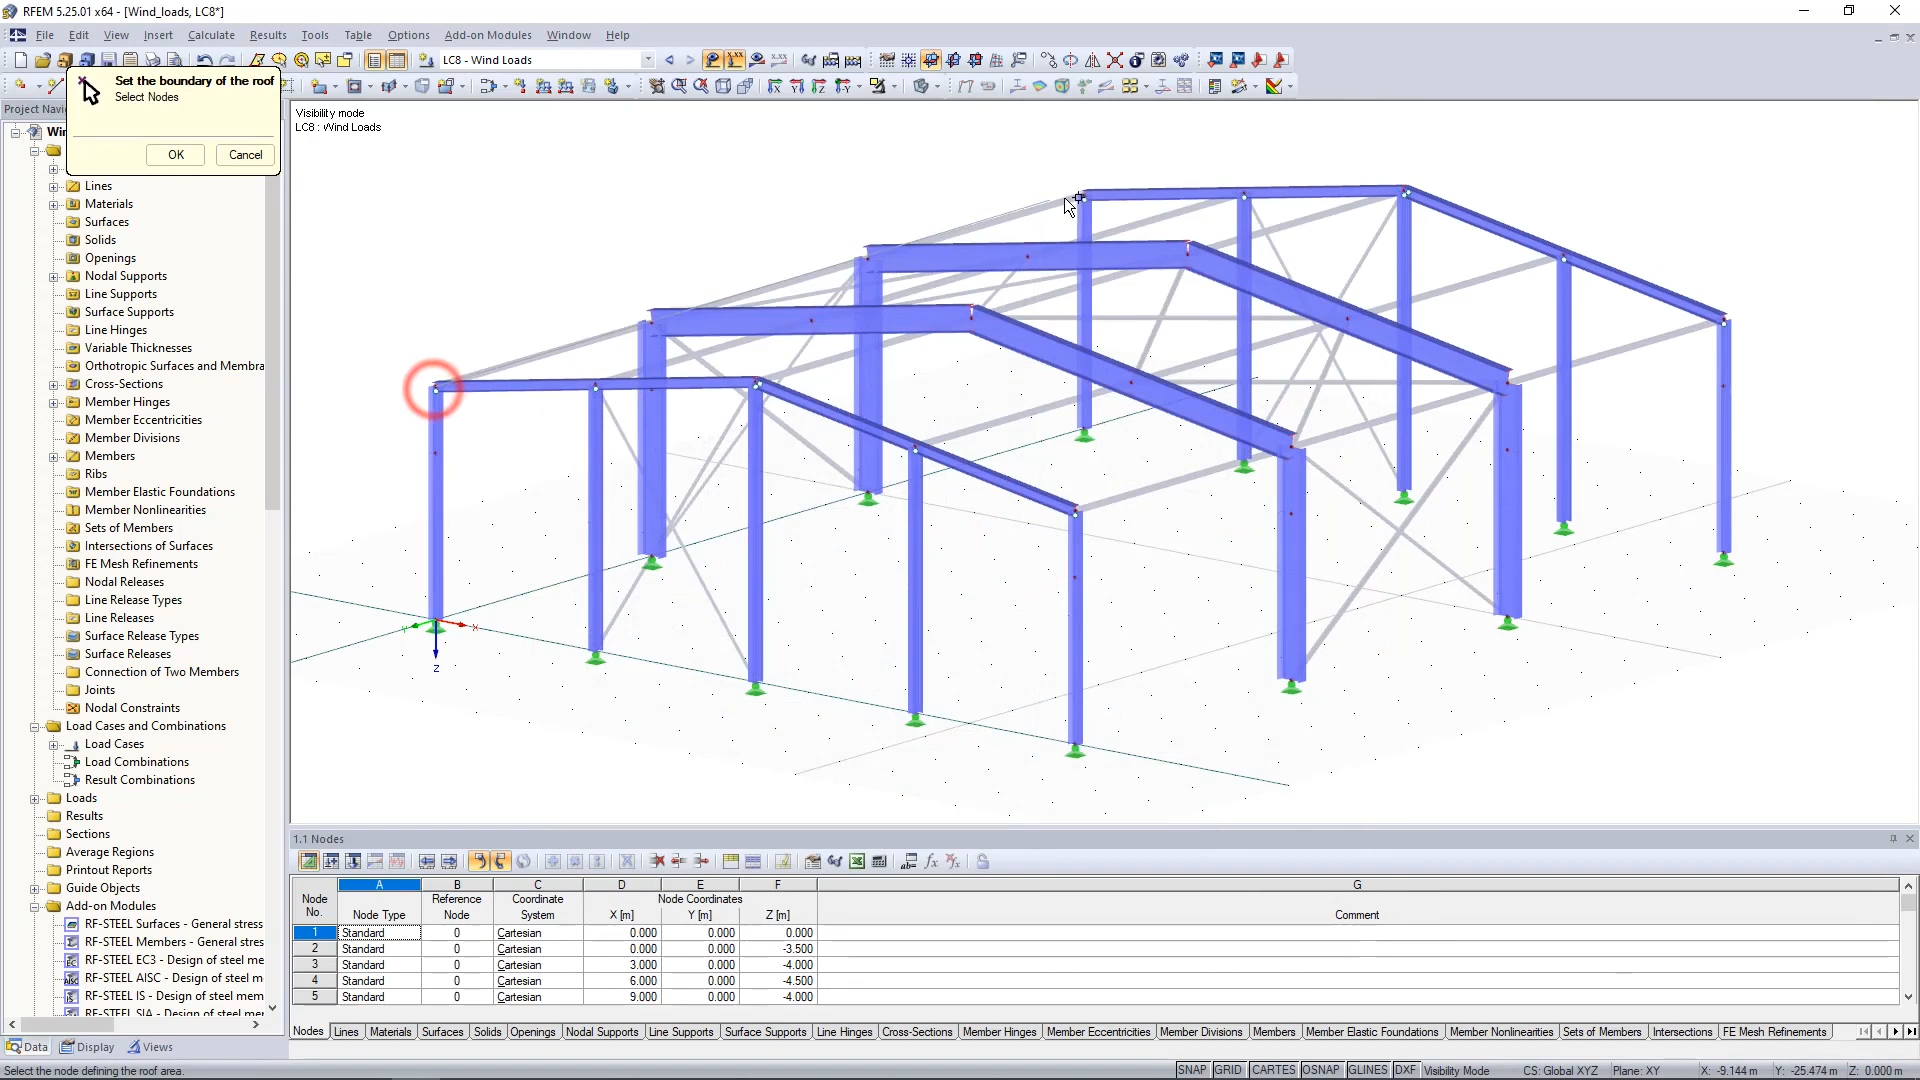 RFEM 5.25.01 x64 - [Wind_loads, LC8*]
File Edit View Insert Calculate Results Tools Table Options Add-on Modules Window Help
LC8 - Wind Loads
Set the boundary of the roof
Select Nodes
OK Cancel
Project Navi
Win
Lines
Materials
Surfaces
Solids
Openings
Nodal Supports
Line Supports
Surface Supports
Line Hinges
Variable Thicknesses
Orthotropic Surfaces and Membra
Cross-Sections
Member Hinges
Member Eccentricities
Member Divisions
Members
Ribs
Member Elastic Foundations
Member Nonlinearities
Sets of Members
Intersections of Surfaces
FE Mesh Refinements
Nodal Releases
Line Release Types
Line Releases
Surface Release Types
Surface Releases
Connection of Two Members
Joints
Nodal Constraints
Load Cases and Combinations
Load Cases
Load Combinations
Result Combinations
Loads
Results
Sections
Average Regions
Printout Reports
Guide Objects
Add-on Modules
RF-STEEL Surfaces - General stress
RF-STEEL Members - General stres
RF-STEEL EC3 - Design of steel me
RF-STEEL AISC - Design of steel m
RF-STEEL IS - Design of steel mem
RF-STEEL SIA - Design of steel mer
Data Display Views
Visibility mode
LC8 : Wind Loads
Y X
Z
1.1 Nodes
A B C D E F G
Node Reference Coordinate Node Coordinates
No. Node Type Node System X [m] Y [m] Z [m] Comment
1 Standard 0 Cartesian 0.000 0.000 0.000
2 Standard 0 Cartesian 0.000 0.000 -3.500
3 Standard 0 Cartesian 3.000 0.000 -4.000
4 Standard 0 Cartesian 6.000 0.000 -4.500
5 Standard 0 Cartesian 9.000 0.000 -4.000
Nodes Lines Materials Surfaces Solids Openings Nodal Supports Line Supports Surface Supports Line Hinges Cross-Sections Member Hinges Member Eccentricities Member Divisions Members Member Elastic Foundations Member Nonlinearities Sets of Members Intersections FE Mesh Refinements
Select the node defining the roof area. SNAP GRID CARTES OSNAP GLINES DXF Visibility Mode CS: Global XYZ Plane: XY X: -9.144 m Y: -25.474 m Z: 0.000 m